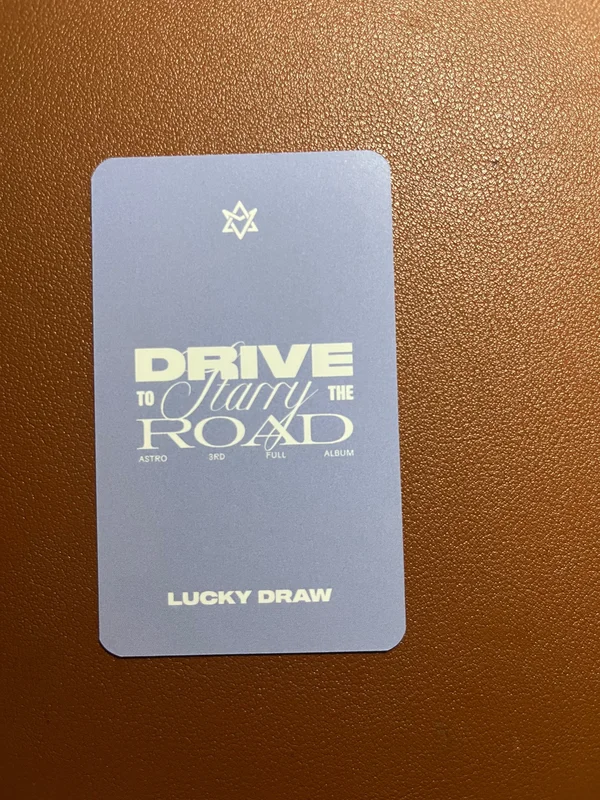 DRIVE
TO Starry THE
ROAD
ASTRO 3RD FULL ALBUM
LUCKY DRAW